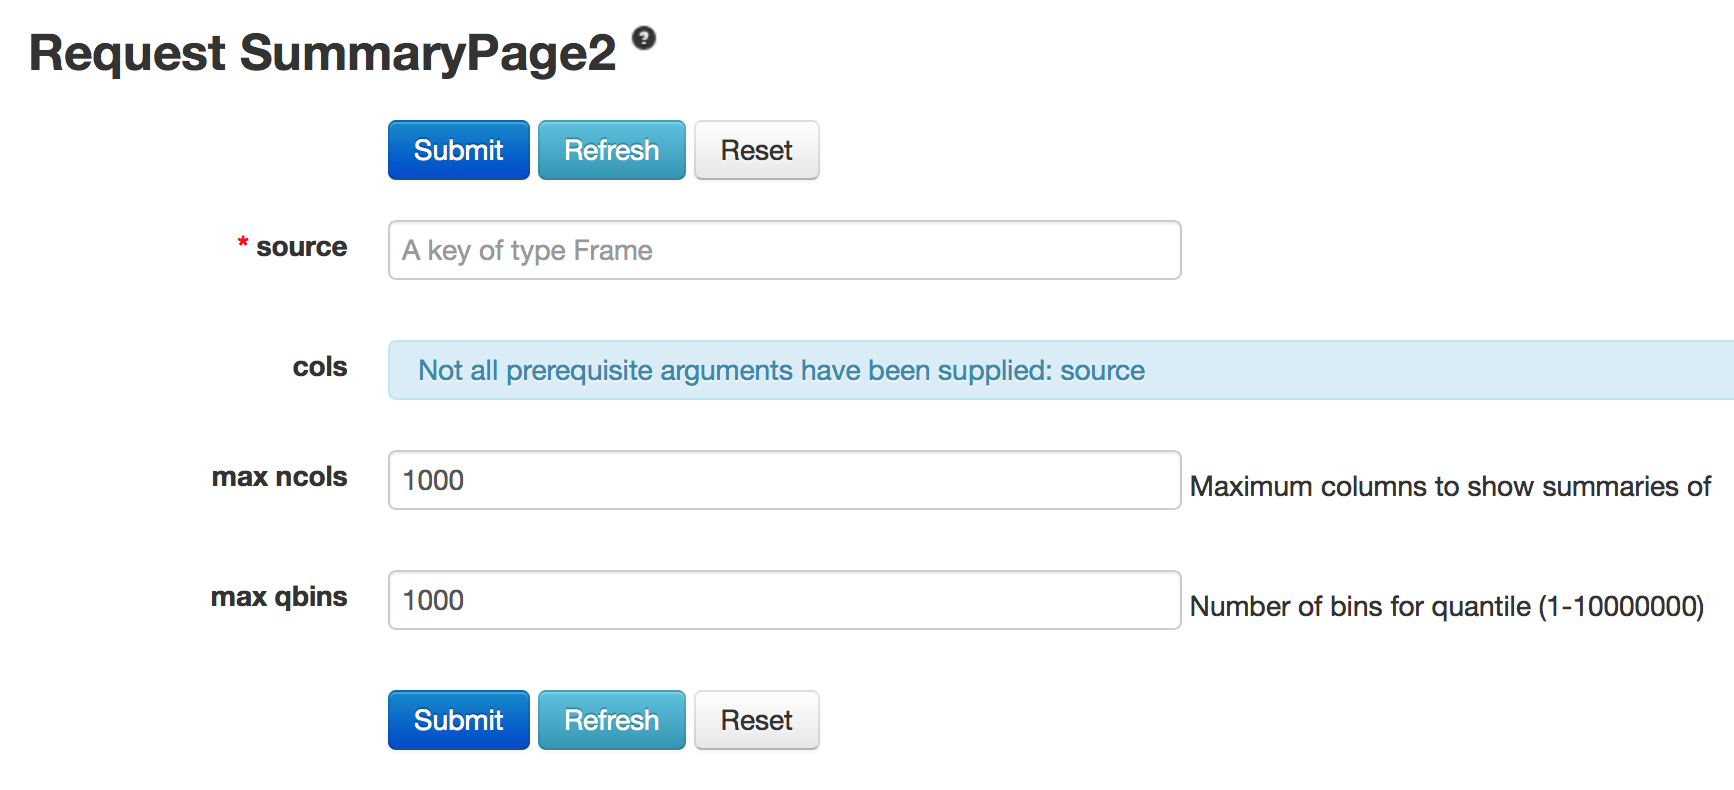 Request SummaryPage2 ?
Submit Refresh Reset
* source A key of type Frame
cols Not all prerequisite arguments have been supplied: source
max ncols 1000 Maximum columns to show summaries of
max qbins 1000 Number of bins for quantile (1-10000000)
Submit Refresh Reset